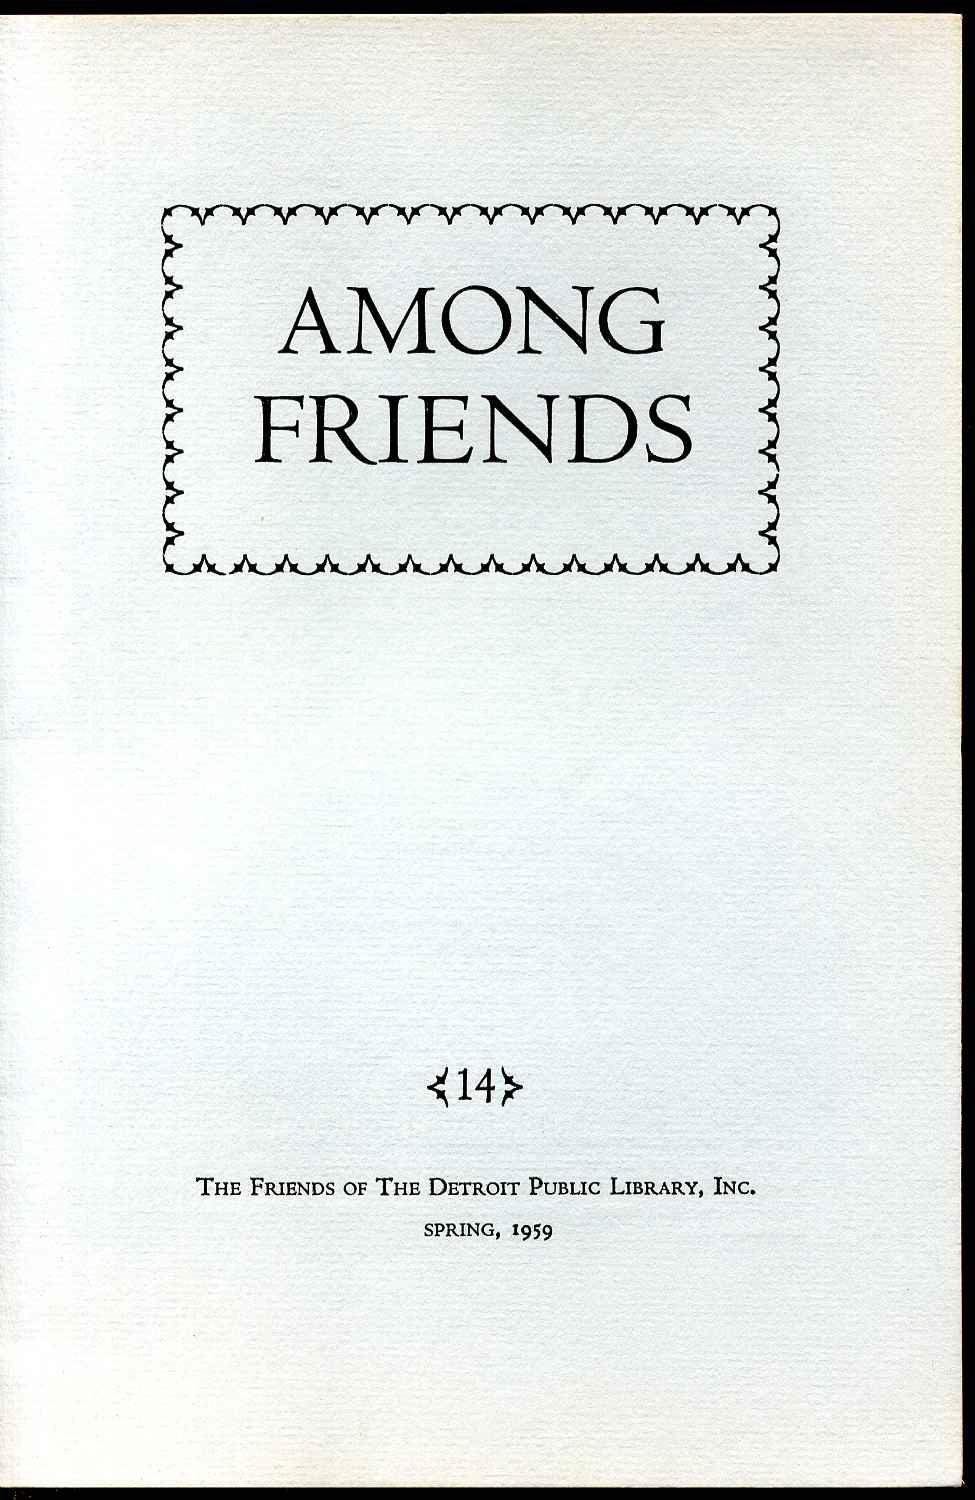 AMONG
FRIENDS
14
The Friends of The Detroit Public Library, Inc.
SPRING, 1959